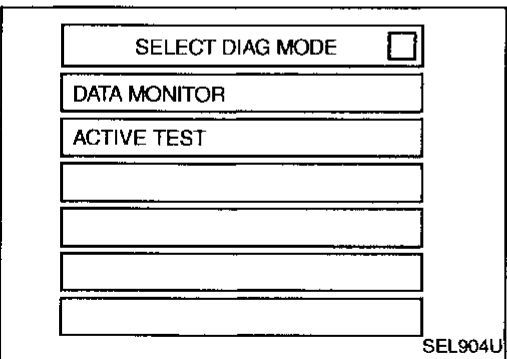 SELECT DIAG MODE
DATA MONITOR
ACTIVE TEST
SEL904U